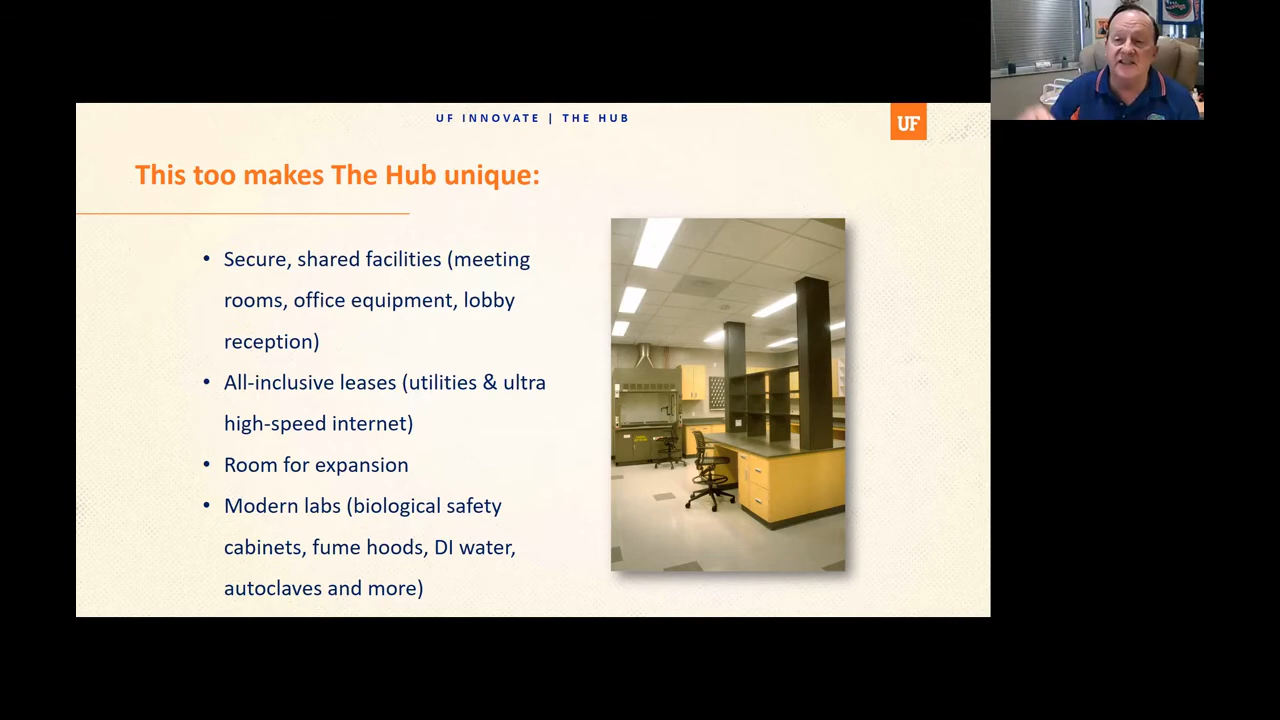 UF INNOVATE | THE HUB
UF
This too makes The Hub unique:
• Secure, shared facilities (meeting
rooms, office equipment, lobby
reception)
• All-inclusive leases (utilities & ultra
high-speed internet)
• Room for expansion
• Modern labs (biological safety
cabinets, fume hoods, DI water,
autoclaves and more)